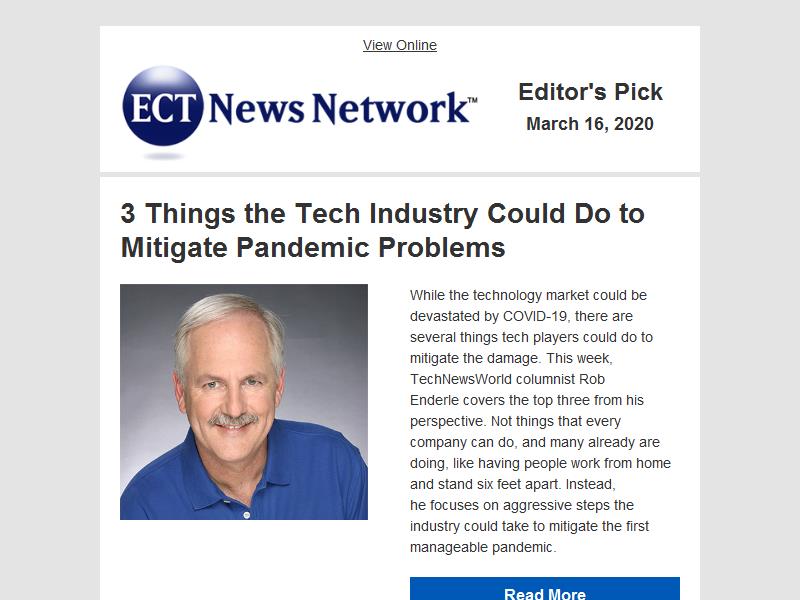 View Online
ECT News Network™
Editor's Pick
March 16, 2020
3 Things the Tech Industry Could Do to
Mitigate Pandemic Problems
While the technology market could be
devastated by COVID-19, there are
several things tech players could do to
mitigate the damage. This week,
TechNewsWorld columnist Rob
Enderle covers the top three from his
perspective. Not things that every
company can do, and many already are
doing, like having people work from home
and stand six feet apart. Instead,
he focuses on aggressive steps the
industry could take to mitigate the first
manageable pandemic.
Read More